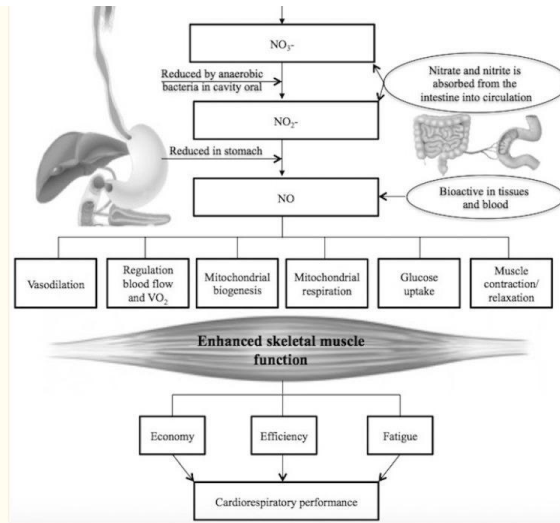 NO₃-
Reduced by anaerobic
bacteria in cavity oral
Nitrate and nitrite is
absorbed from the
intestine into circulation
NO₂-
Reduced in stomach
NO
Bioactive in tissues
and blood
Vasodilation
Regulation
blood flow
and VO₂
Mitochondrial
biogenesis
Mitochondrial
respiration
Glucose
uptake
Muscle
contraction/
relaxation
Enhanced skeletal muscle
function
Economy
Efficiency
Fatigue
Cardiorespiratory performance